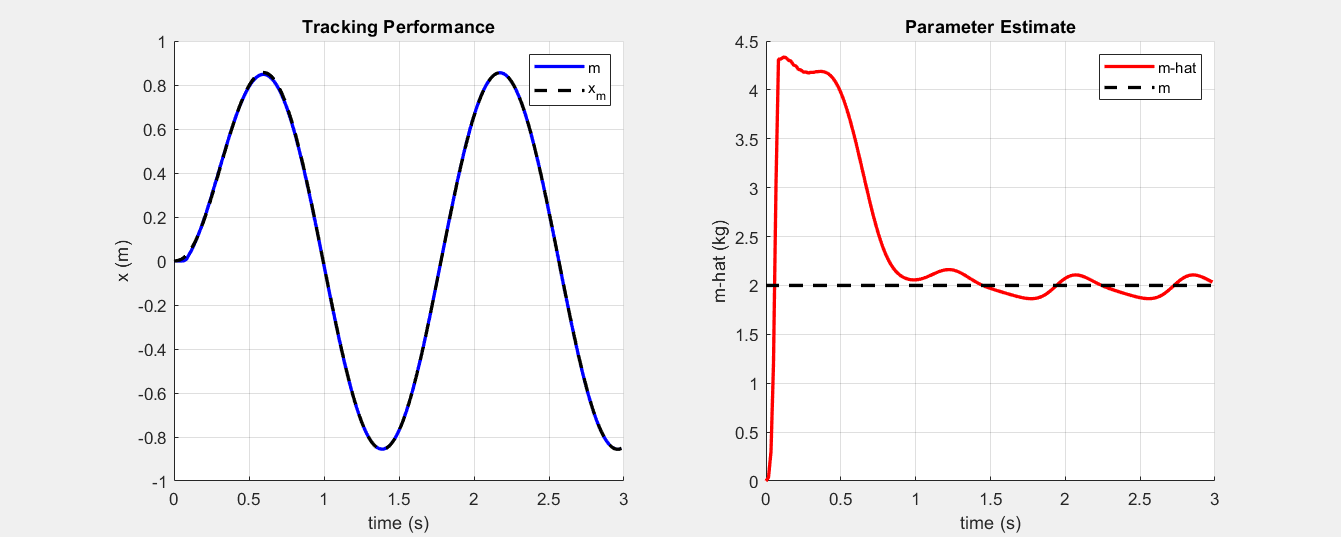 Tracking Performance
1
0.8
0.6
0.4
0.2
0
-0.2
-0.4
-0.6
-0.8
-1
x (m)
0 0.5 1 1.5 2 2.5 3
time (s)
m
x_m
Parameter Estimate
4.5
4
3.5
3
2.5
2
1.5
1
0.5
0
m-hat (kg)
0 0.5 1 1.5 2 2.5 3
time (s)
m-hat
m